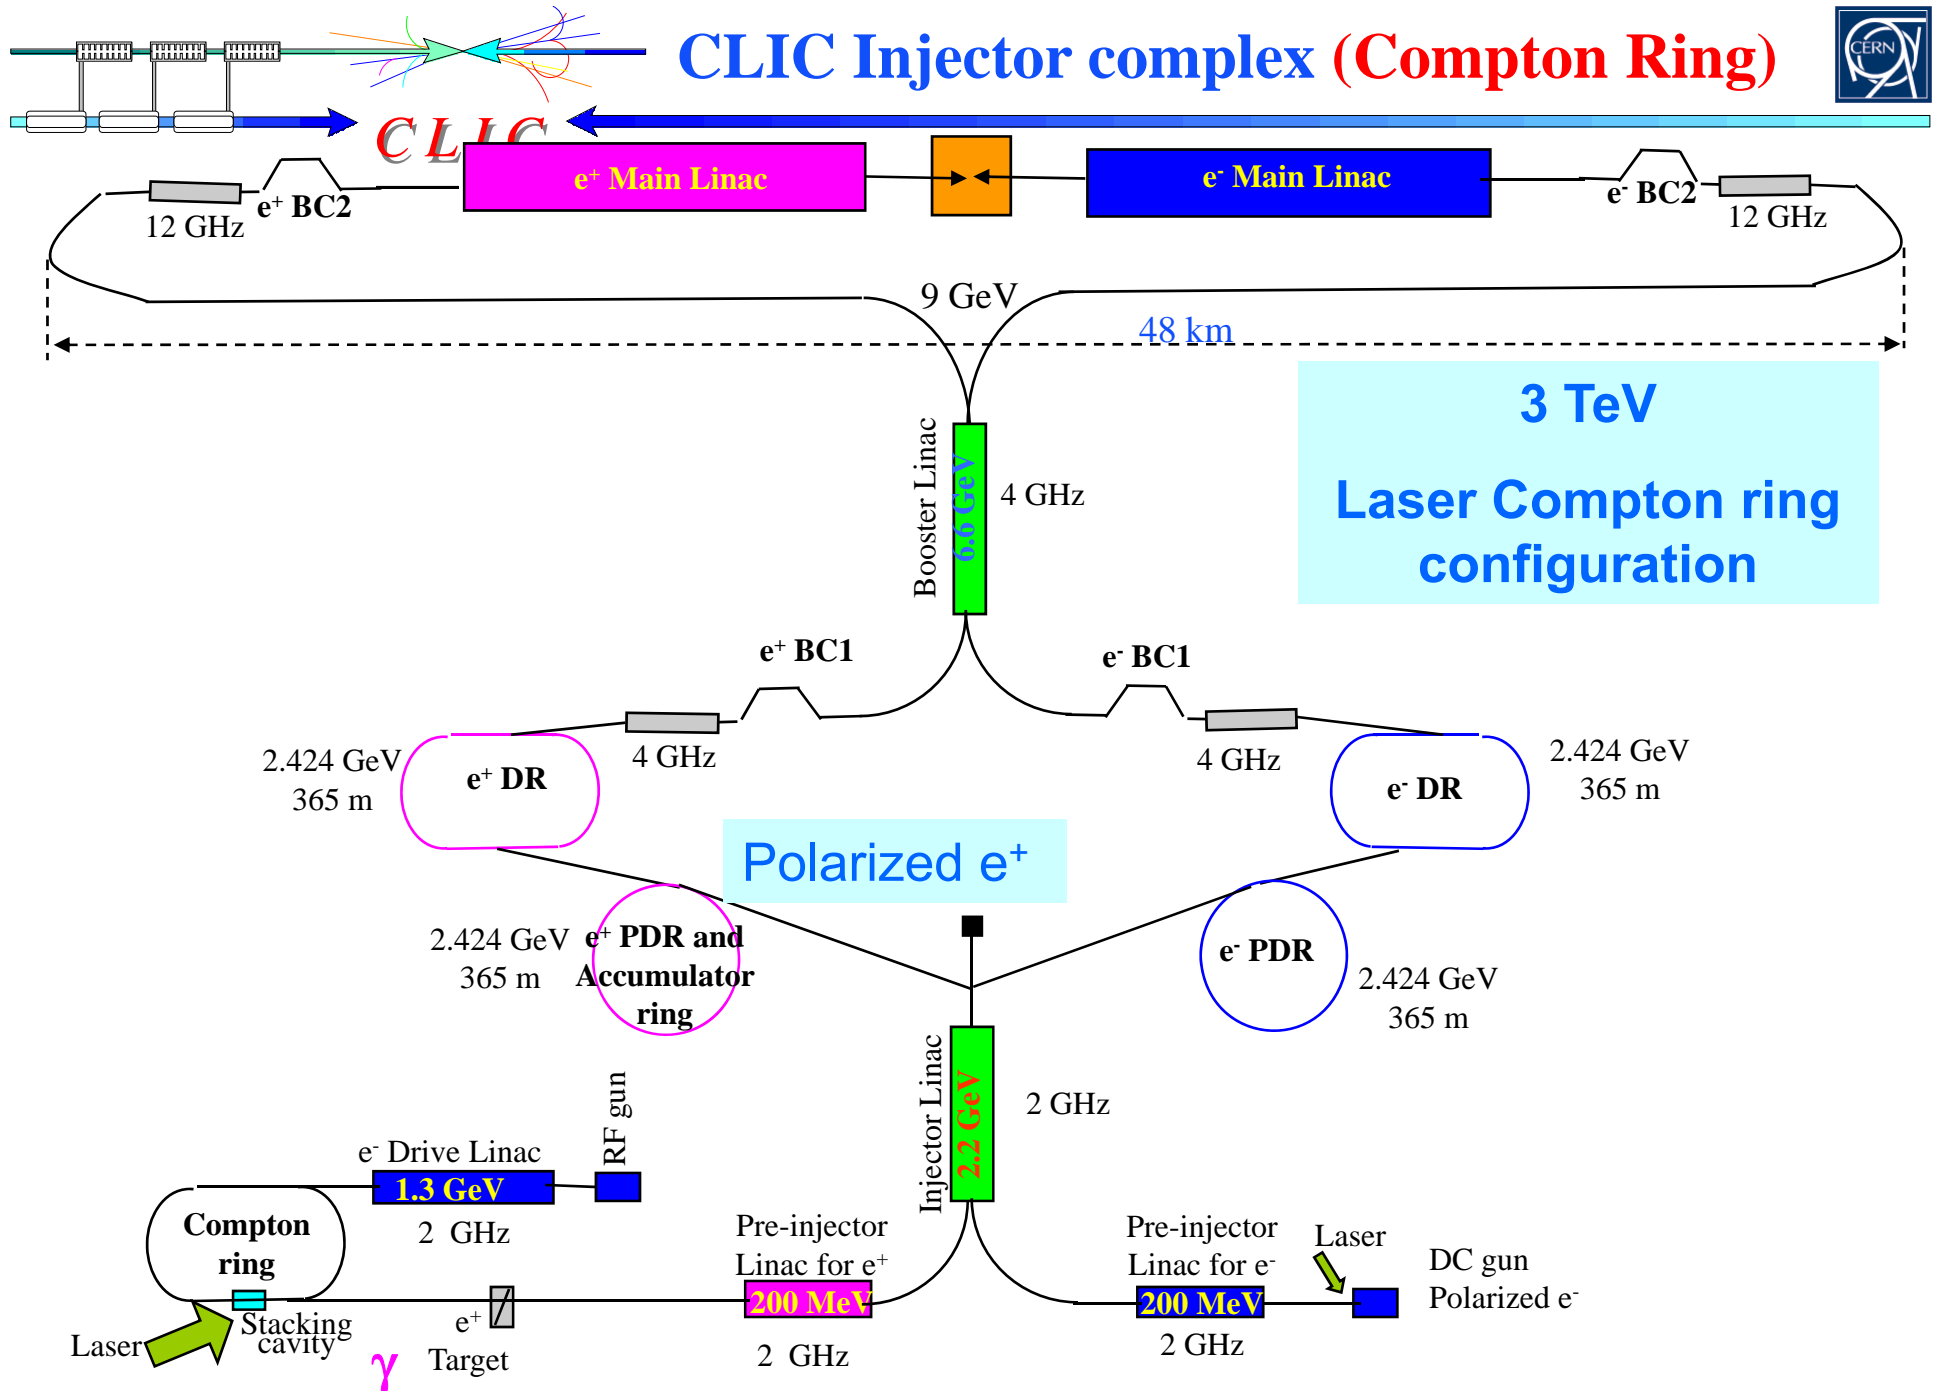 CLIC Injector complex (Compton Ring)
CERN
C L I C
e⁺ Main Linac
e⁻ Main Linac
e⁺ BC2
12 GHz
e⁻ BC2
12 GHz
9 GeV
48 km
3 TeV
Laser Compton ring
configuration
Booster Linac
6.6 GeV
4 GHz
e⁺ BC1
e⁻ BC1
4 GHz
4 GHz
2.424 GeV
365 m
e⁺ DR
e⁻ DR
2.424 GeV
365 m
Polarized e⁺
2.424 GeV
365 m
e⁺ PDR and
Accumulator
ring
e⁻ PDR
2.424 GeV
365 m
Injector Linac
2.2 GeV
2 GHz
RF gun
e⁻ Drive Linac
1.3 GeV
2 GHz
Compton
ring
Pre-injector
Linac for e⁺
200 MeV
2 GHz
Pre-injector
Linac for e⁻
200 MeV
2 GHz
Laser
DC gun
Polarized e⁻
Laser
Stacking
cavity
γ
e⁺
Target